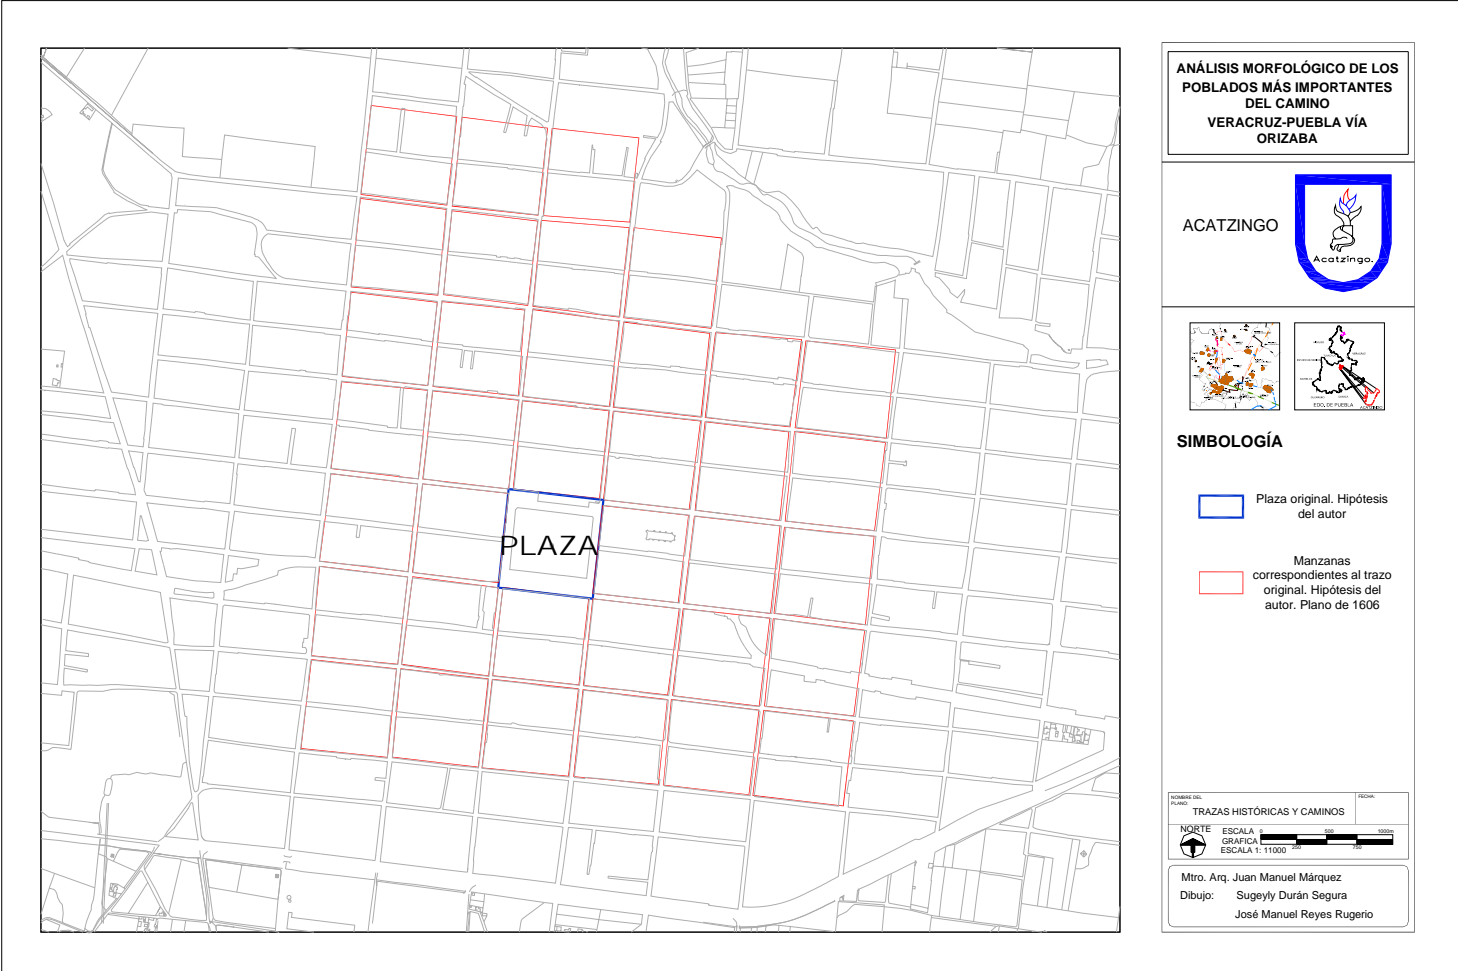 PLAZA
ANÁLISIS MORFOLÓGICO DE LOS
POBLADOS MÁS IMPORTANTES
DEL CAMINO
VERACRUZ-PUEBLA VÍA
ORIZABA
ACATZINGO
Acatzingo.
EDO. DE PUEBLA
ACATZINGO
SIMBOLOGÍA
Plaza original. Hipótesis
del autor
Manzanas
correspondientes al trazo
original. Hipótesis del
autor. Plano de 1606
NOMBRE DEL
PLANO:
FECHA:
TRAZAS HISTÓRICAS Y CAMINOS
NORTE
ESCALA
GRAFICA
ESCALA 1: 11000
0
500
1000m
250
750
Mtro. Arq. Juan Manuel Márquez
Dibujo: Sugeyly Durán Segura
José Manuel Reyes Rugerio